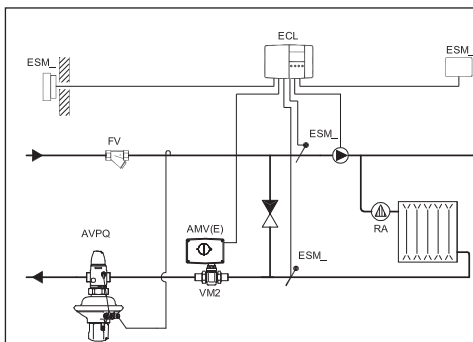 ECL
ESM_
ESM_
FV
ESM_
AVPQ
AMV(E)
RA
ESM_
VM2